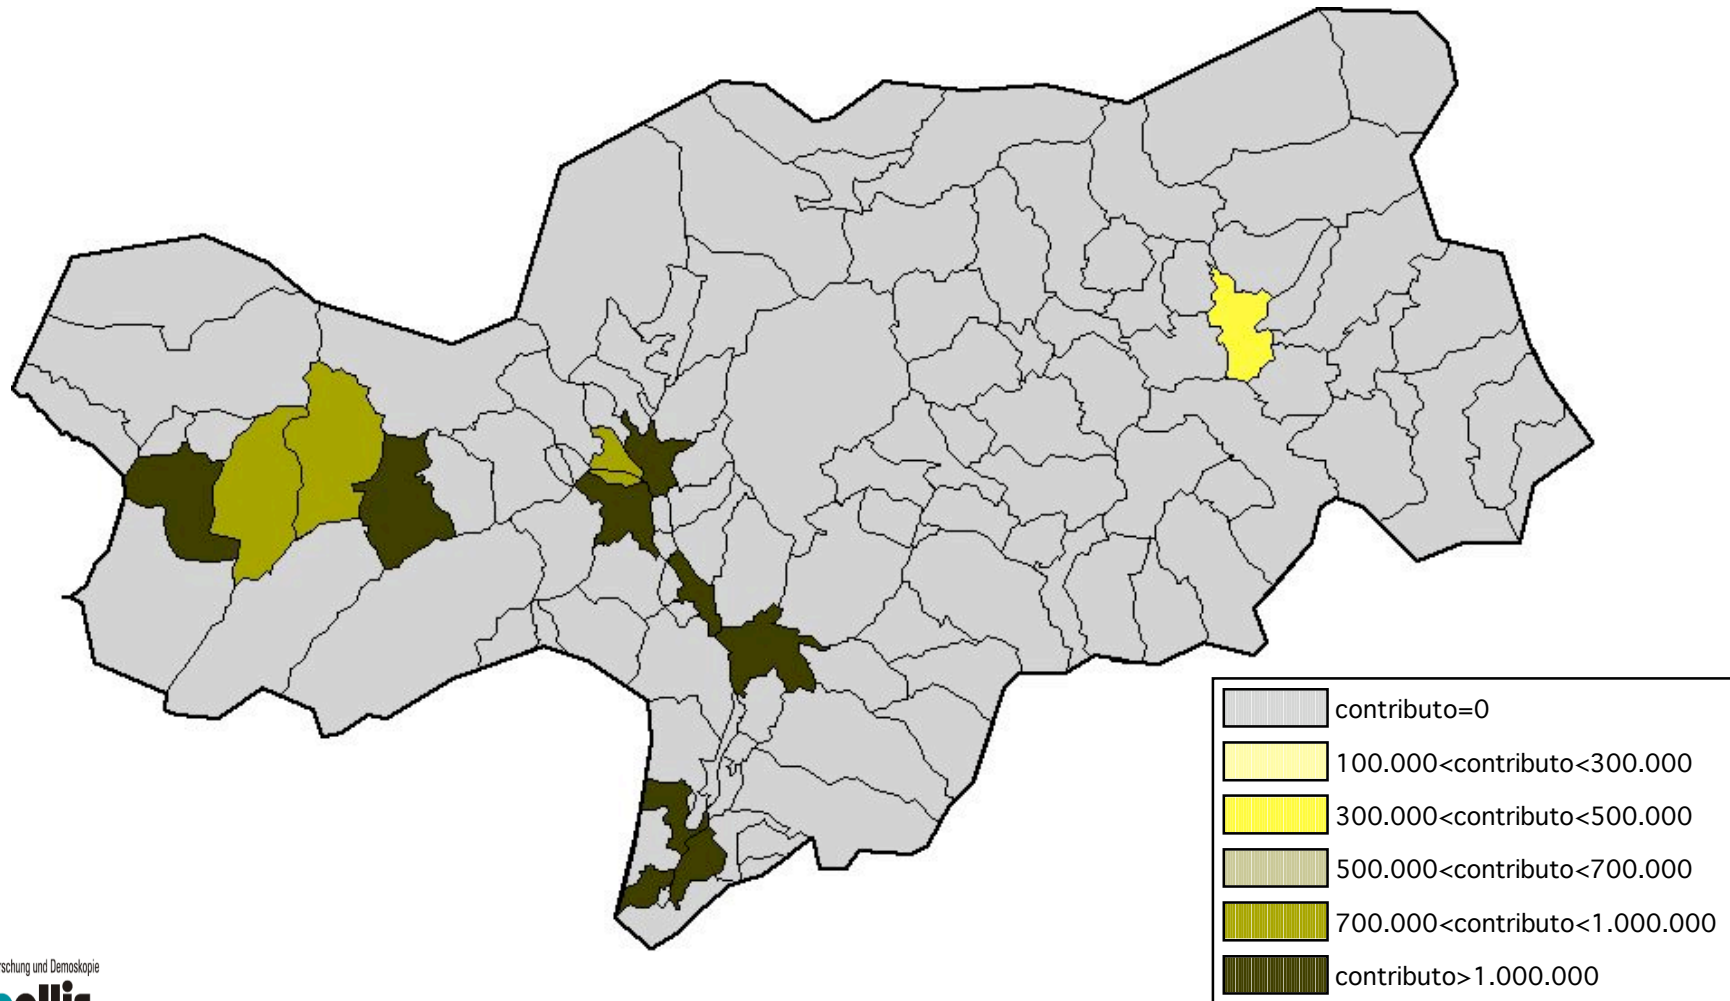 contributo=0
100.000<contributo<300.000
300.000<contributo<500.000
500.000<contributo<700.000
700.000<contributo<1.000.000
contributo>1.000.000
und Demoskopie